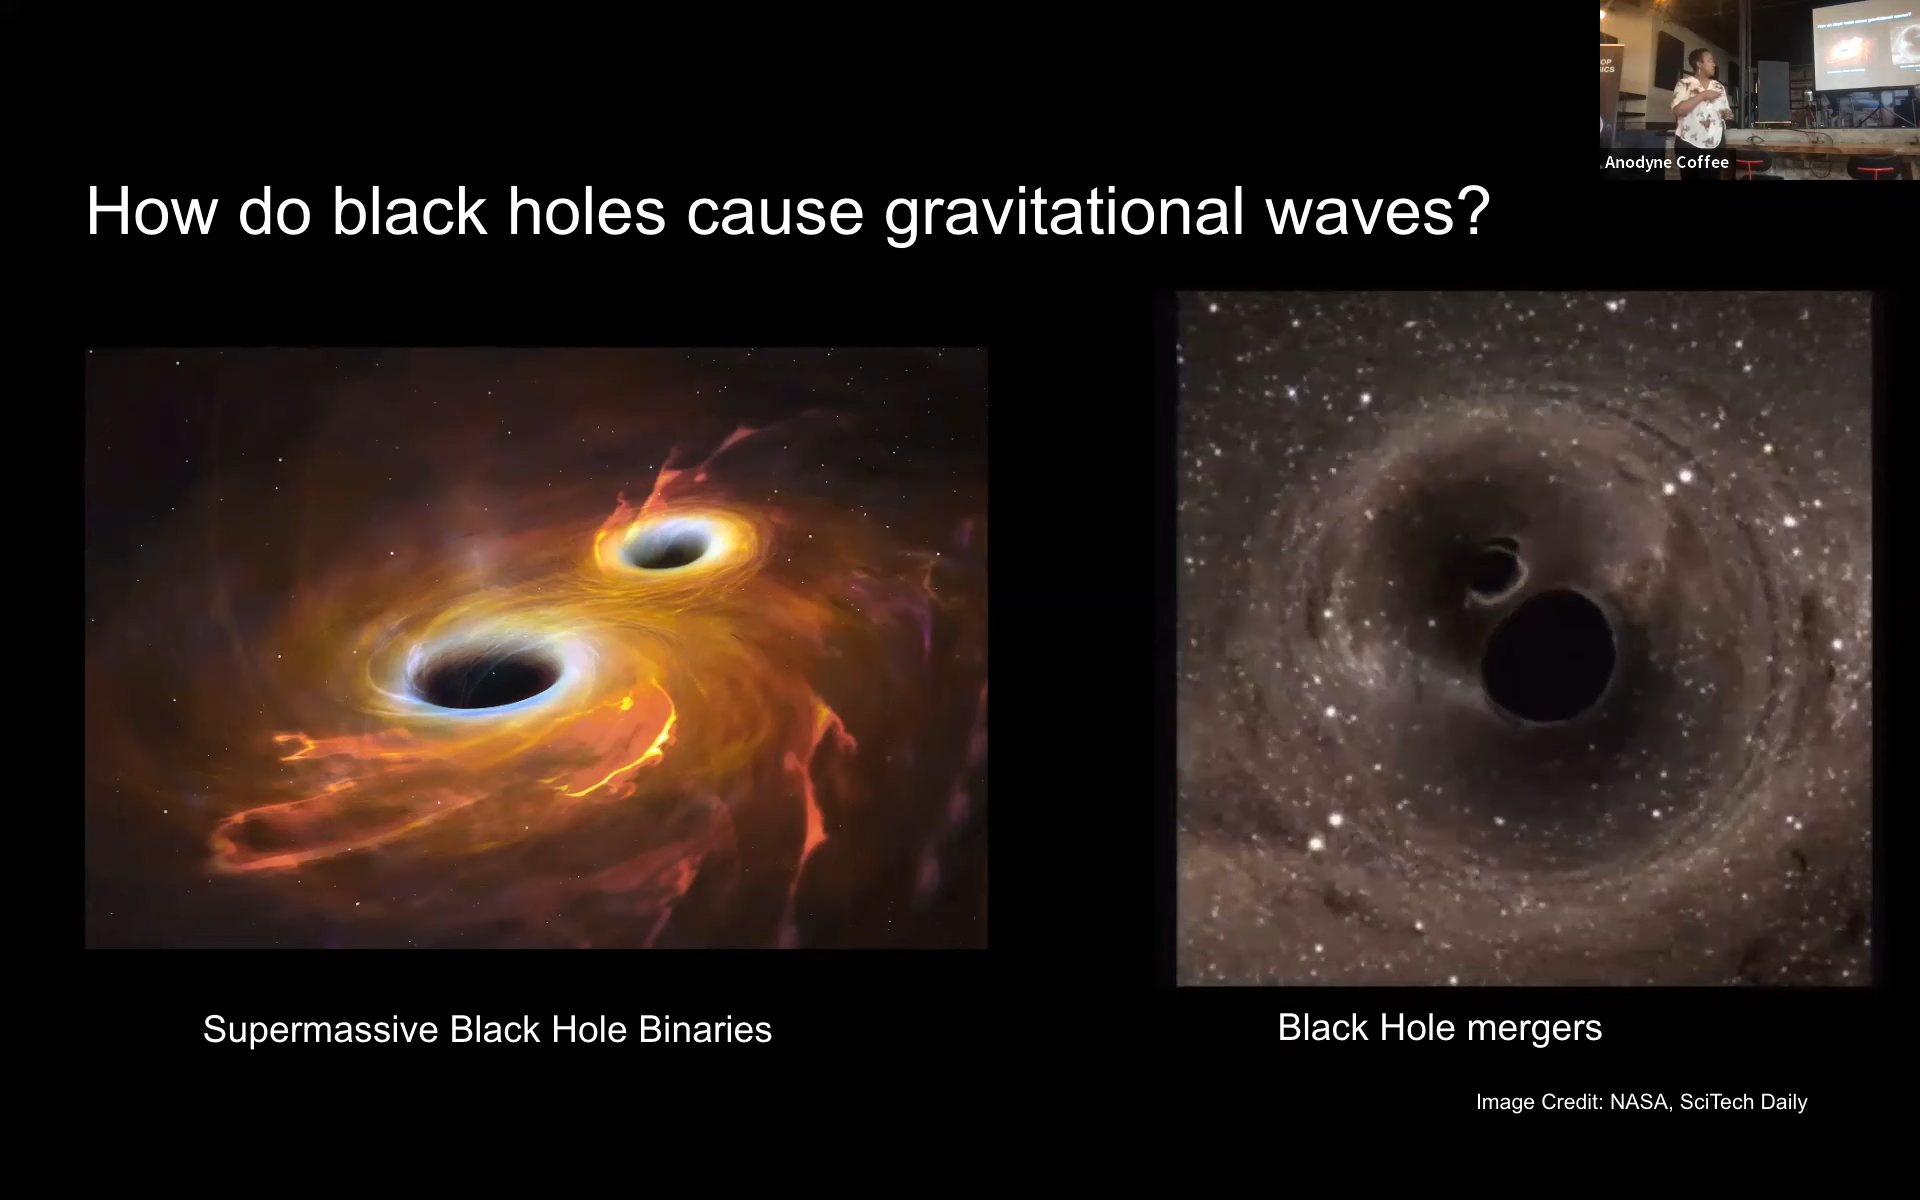 Anodyne Coffee
How do black holes cause gravitational waves?
Supermassive Black Hole Binaries
Black Hole mergers
Image Credit: NASA, SciTech Daily